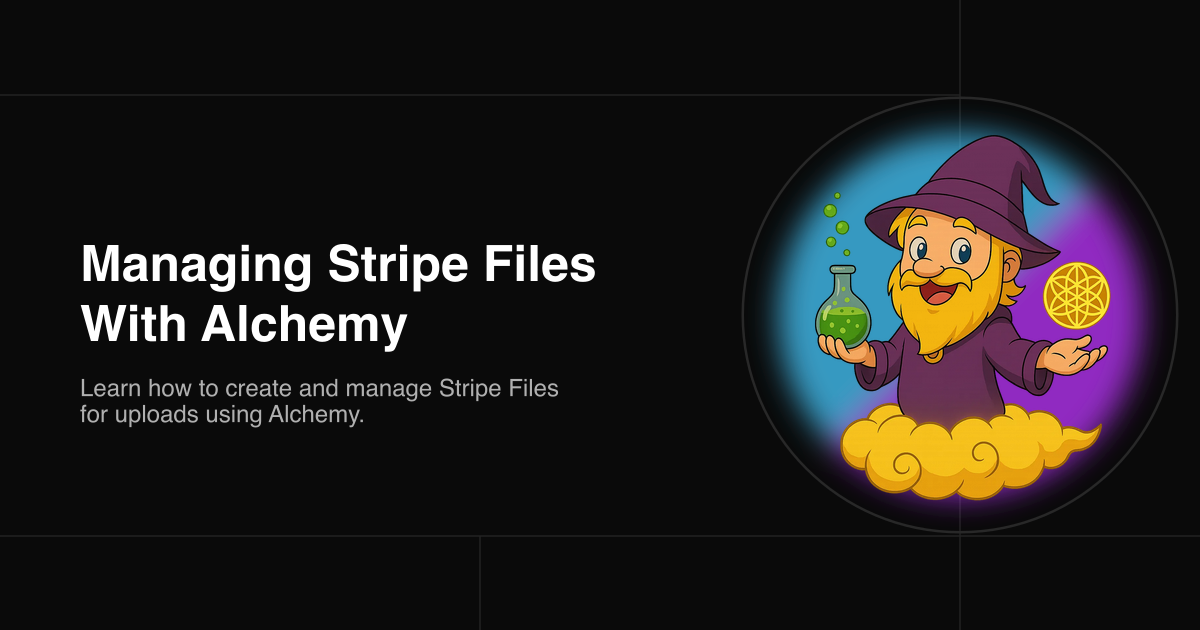 Managing Stripe Files
With Alchemy
Learn how to create and manage Stripe Files
for uploads using Alchemy.